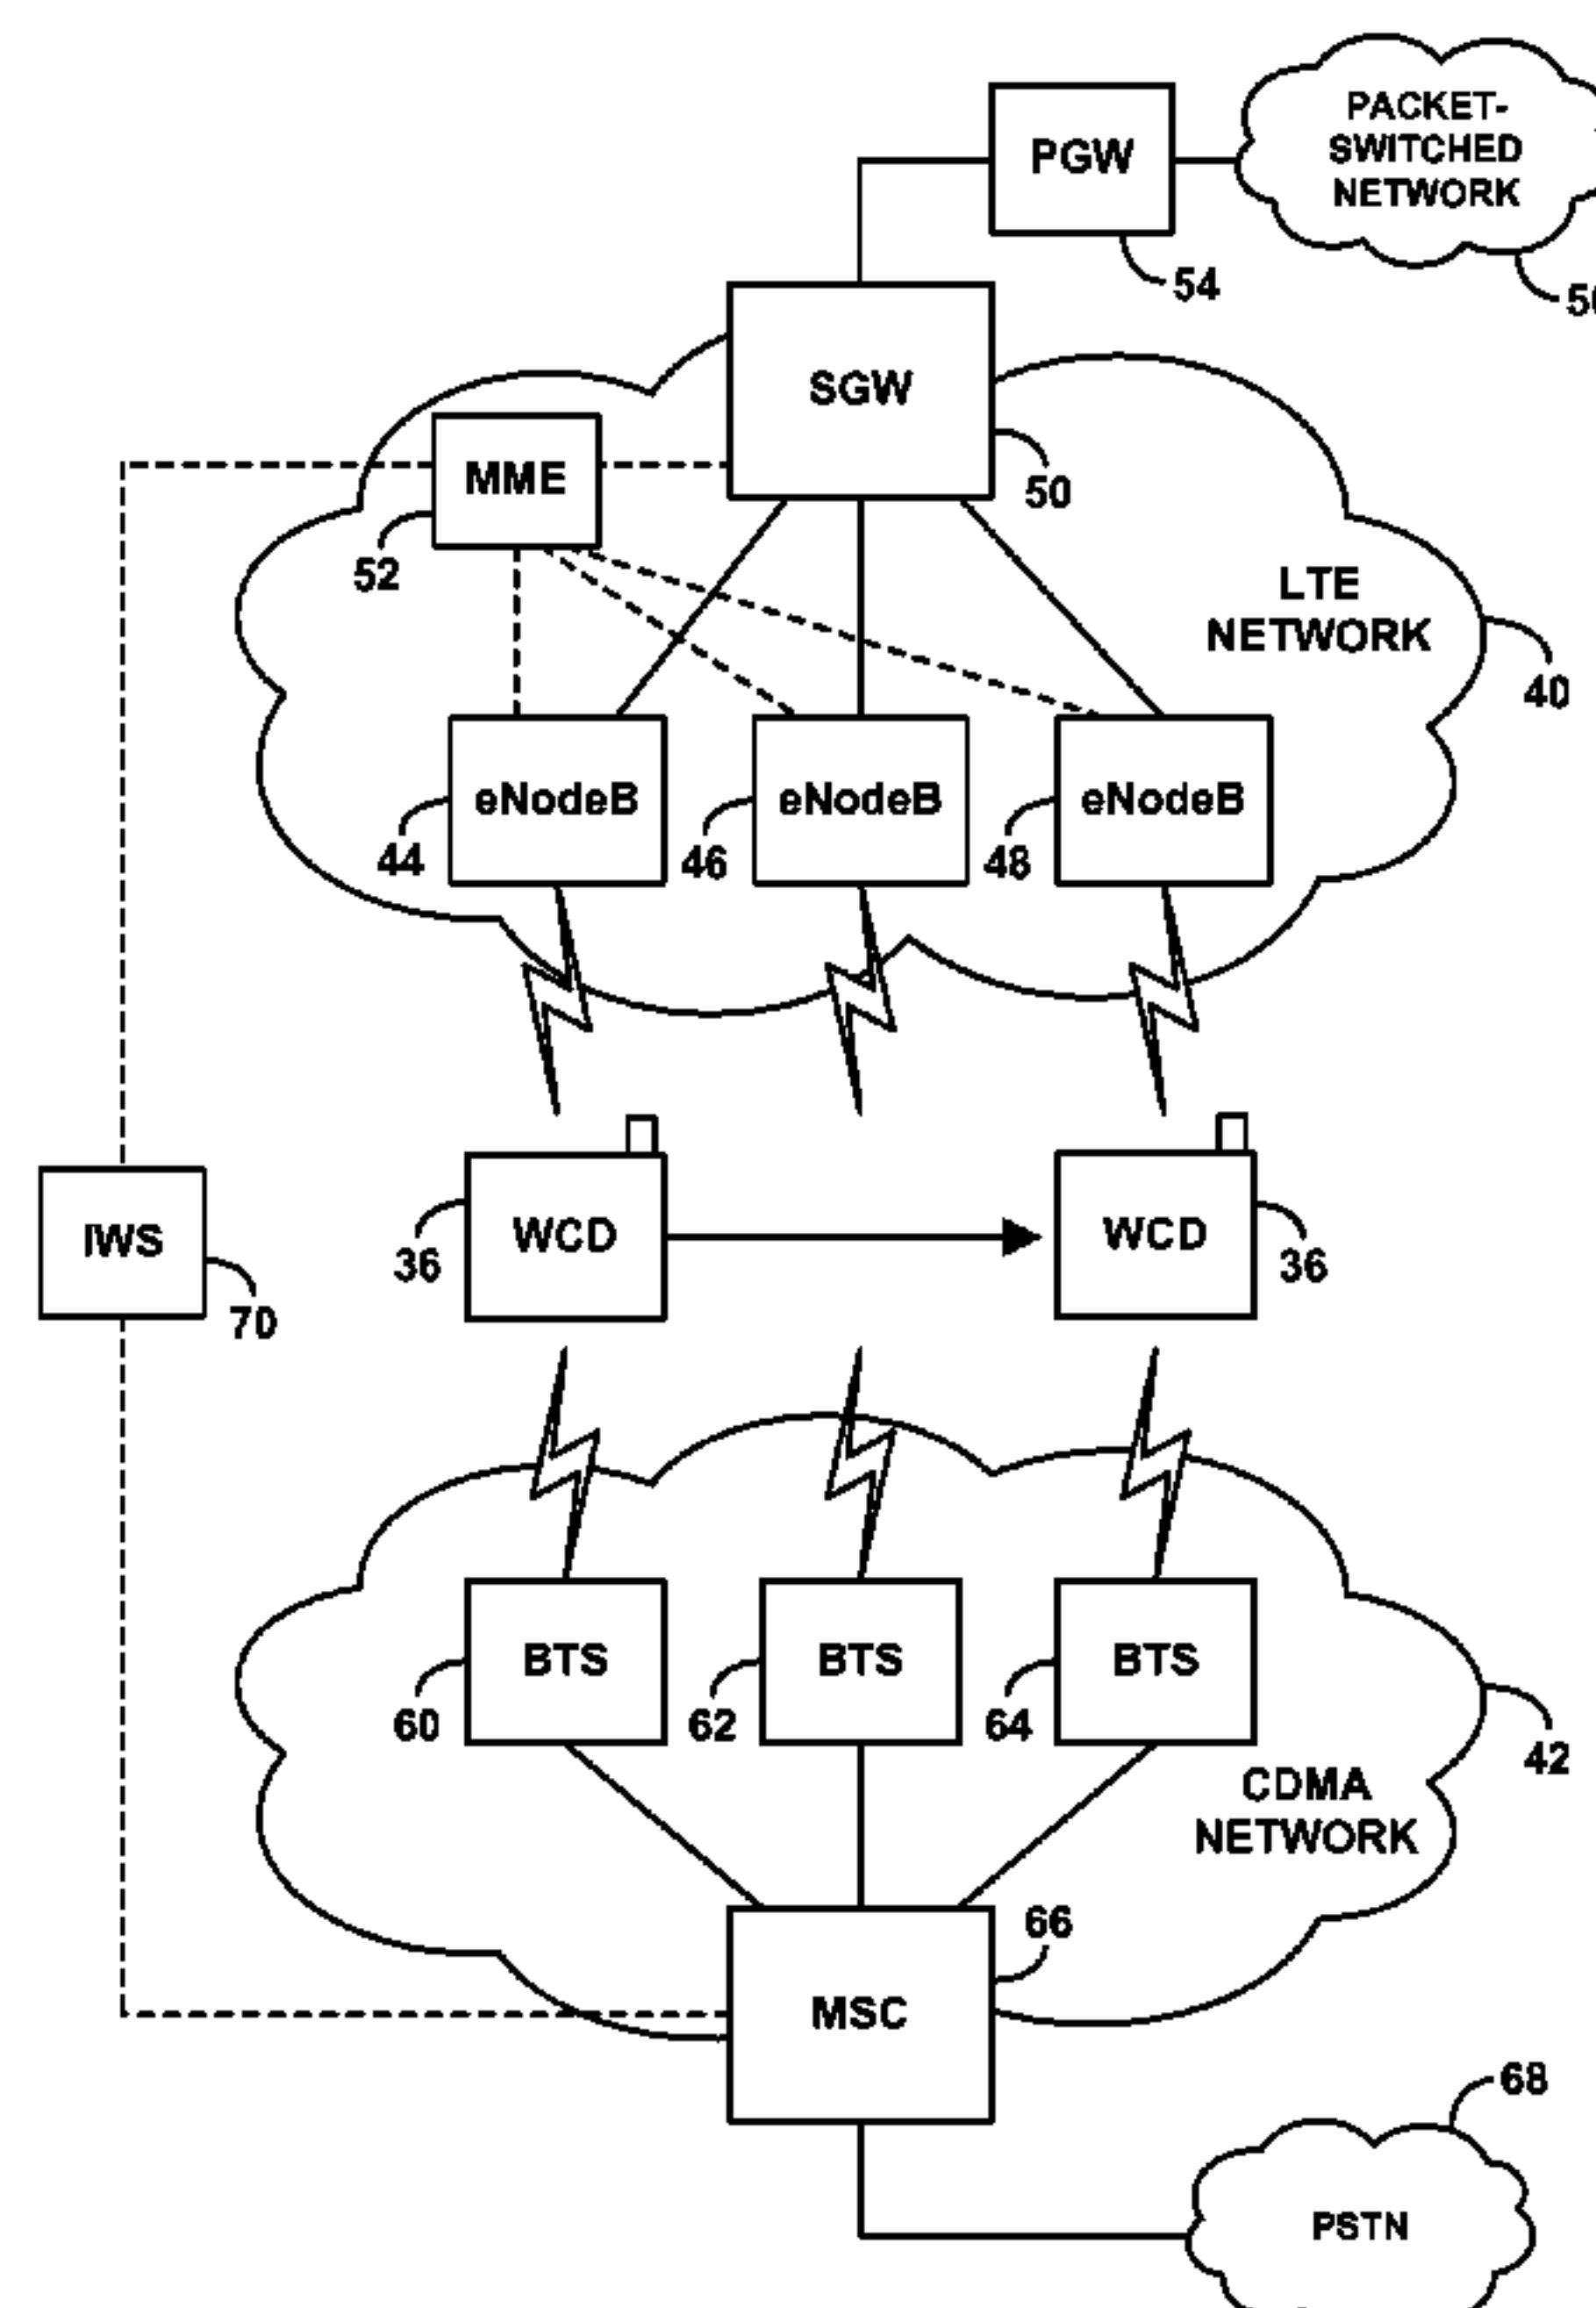 PACKET-
SWITCHED
NETWORK
PGW
54
SGW
50
MME
52
LTE
NETWORK
40
eNodeB
eNodeB
eNodeB
44
46
48
IWS
70
WCD
36
WCD
36
BTS
BTS
BTS
60
62
64
42
CDMA
NETWORK
66
MSC
68
PSTN